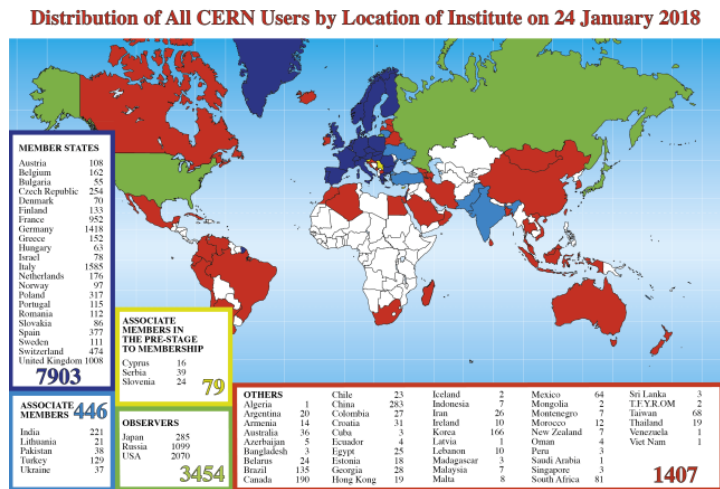 Distribution of All CERN Users by Location of Institute on 24 January 2018
MEMBER STATES
Austria 108
Belgium 162
Bulgaria 55
Czech Republic 254
Denmark 70
Finland 133
France 952
Germany 1418
Greece 152
Hungary 63
Israel 78
Italy 1585
Netherlands 176
Norway 97
Poland 317
Portugal 115
Romania 112
Slovakia 86
Spain 377
Sweden 111
Switzerland 474
United Kingdom 1008
7903
ASSOCIATE
MEMBERS 446
India 221
Lithuania 21
Pakistan 38
Turkey 129
Ukraine 37
ASSOCIATE
MEMBERS IN
THE PRE-STAGE
TO MEMBERSHIP
Cyprus 16
Serbia 39
Slovenia 24
79
OBSERVERS
Japan 285
Russia 1099
USA 2070
3454
OTHERS
Algeria 1
Argentina 20
Armenia 14
Australia 36
Azerbaijan 5
Bangladesh 3
Belarus 24
Brazil 135
Canada 190
Chile 23
China 283
Colombia 27
Croatia 31
Cuba 3
Ecuador 4
Egypt 25
Estonia 18
Georgia 28
Hong Kong 19
Iceland 2
Indonesia 7
Iran 26
Ireland 10
Korea 166
Latvia 1
Lebanon 10
Madagascar 3
Malaysia 7
Malta 8
Mexico 64
Mongolia 2
Montenegro 7
Morocco 12
New Zealand 7
Oman 4
Peru 3
Saudi Arabia 1
Singapore 3
South Africa 81
Sri Lanka 3
T.F.Y.R.OM 2
Taiwan 68
Thailand 19
Venezuela 1
Viet Nam 1
1407